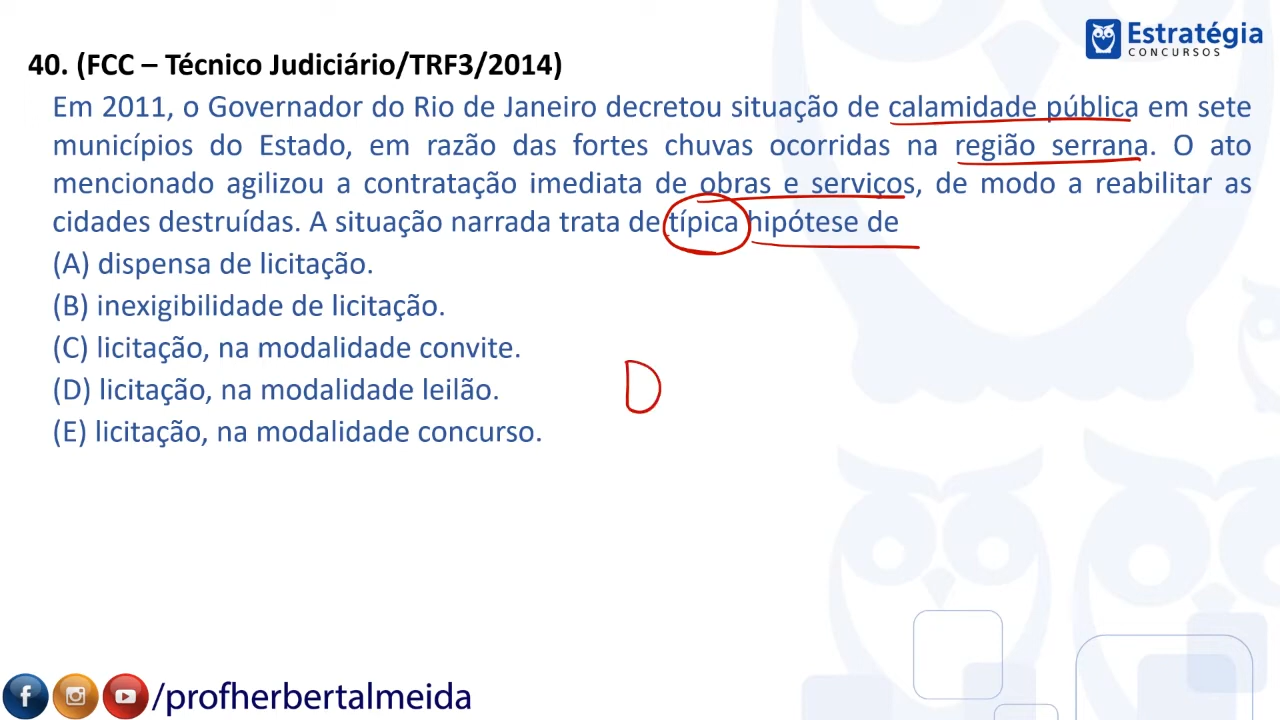 Estratégia
CONCURSOS
40. (FCC – Técnico Judiciário/TRF3/2014)
Em 2011, o Governador do Rio de Janeiro decretou situação de calamidade pública em sete
municípios do Estado, em razão das fortes chuvas ocorridas na região serrana. O ato
mencionado agilizou a contratação imediata de obras e serviços, de modo a reabilitar as
cidades destruídas. A situação narrada trata de típica hipótese de
(A) dispensa de licitação.
(B) inexigibilidade de licitação.
(C) licitação, na modalidade convite.
(D) licitação, na modalidade leilão.
D
(E) licitação, na modalidade concurso.
/profherbertalmeida